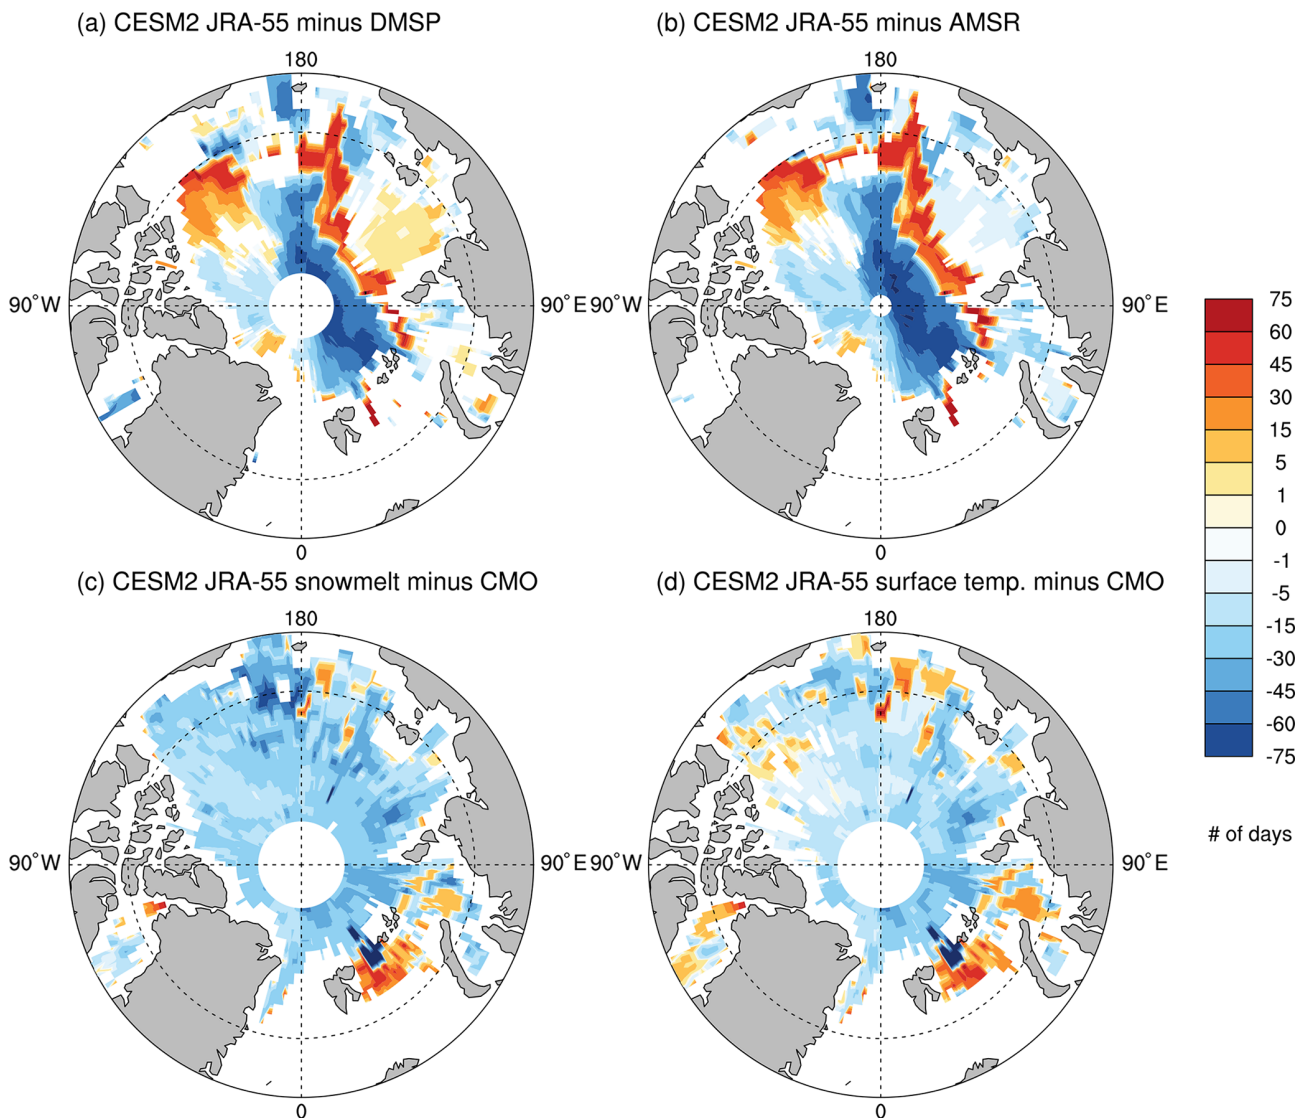 (a) CESM2 JRA-55 minus DMSP
(b) CESM2 JRA-55 minus AMSR
180
180
90°W
90°E
90°W
90°E
0
0
(c) CESM2 JRA-55 snowmelt minus CMO
(d) CESM2 JRA-55 surface temp. minus CMO
180
180
90°W
90°E
90°W
90°E
0
0
75
60
45
30
15
5
1
0
-1
-5
-15
-30
-45
-60
-75
# of days